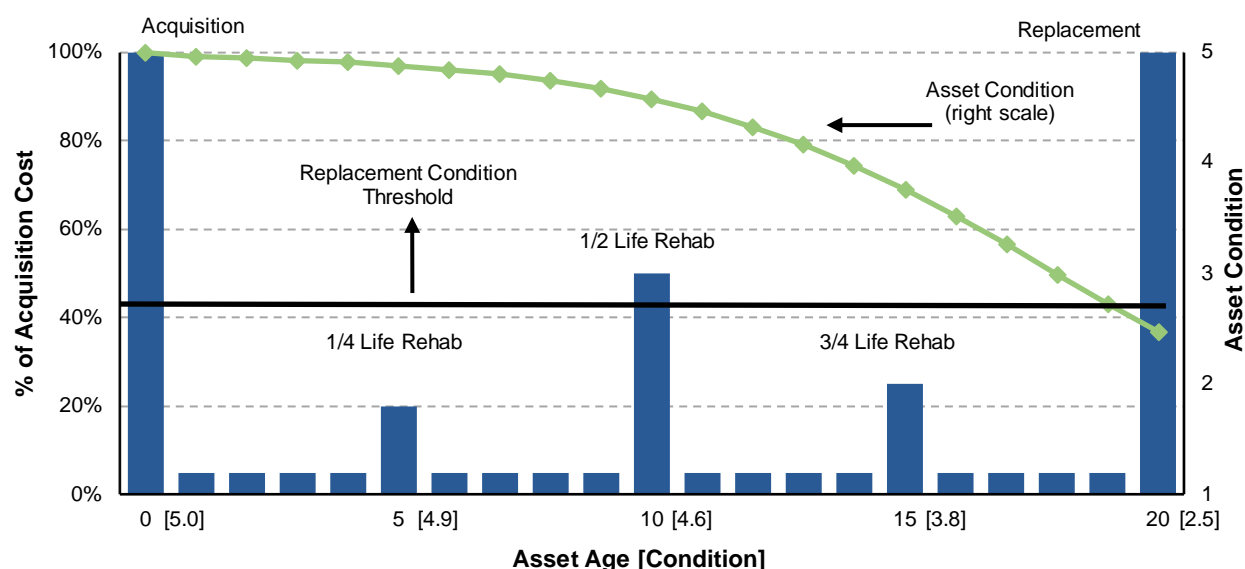 Acquisition
Replacement
100%
80%
60%
40%
20%
0%
% of Acquisition Cost
Asset Condition
(right scale)
Replacement Condition
Threshold
1/2 Life Rehab
1/4 Life Rehab
3/4 Life Rehab
5
4
3
2
1
Asset Condition
0 [5.0]
5 [4.9]
10 [4.6]
15 [3.8]
20 [2.5]
Asset Age [Condition]